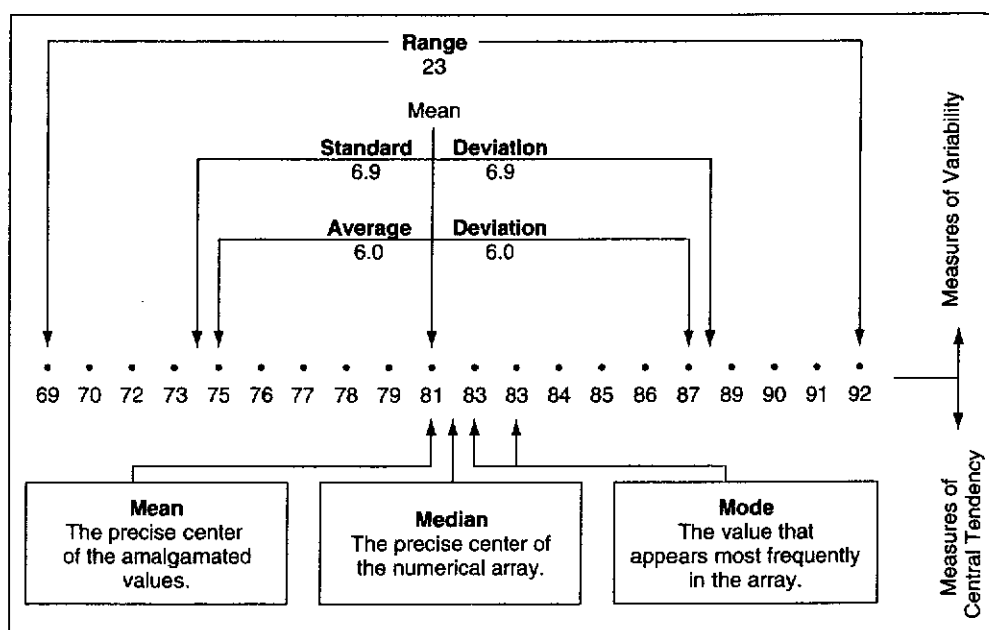 Range
23
Mean
Standard Deviation
6.9 6.9
Average Deviation
6.0 6.0
69 70 72 73 75 76 77 78 79 81 83 83 84 85 86 87 89 90 91 92
Mean
The precise center
of the amalgamated
values.
Median
The precise center of
the numerical array.
Mode
The value that
appears most frequently
in the array.
Measures of Variability
Measures of
Central Tendency